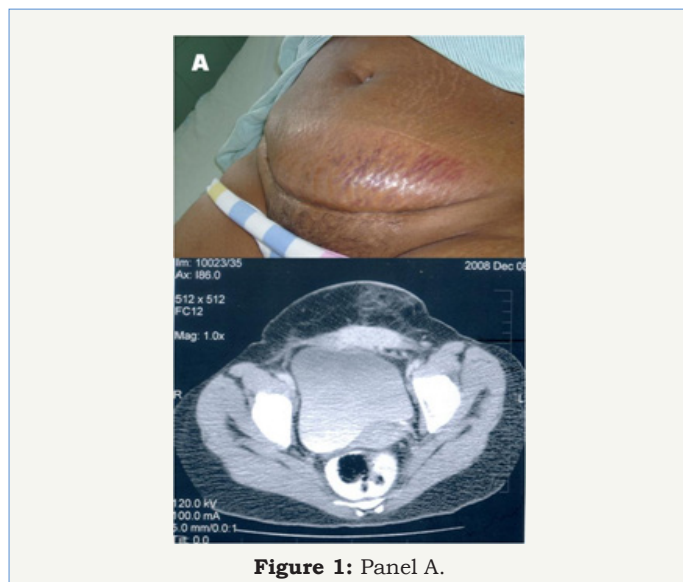 A
Im: 10023/35
Ax: I86.0
2008 Dec 08
512 x 512
FC12
Mag: 1.0x
R
L
120.0 kV
100.0 mA
5.0 mm/0.0:1
Tilt: 0.0
Figure 1: Panel A.